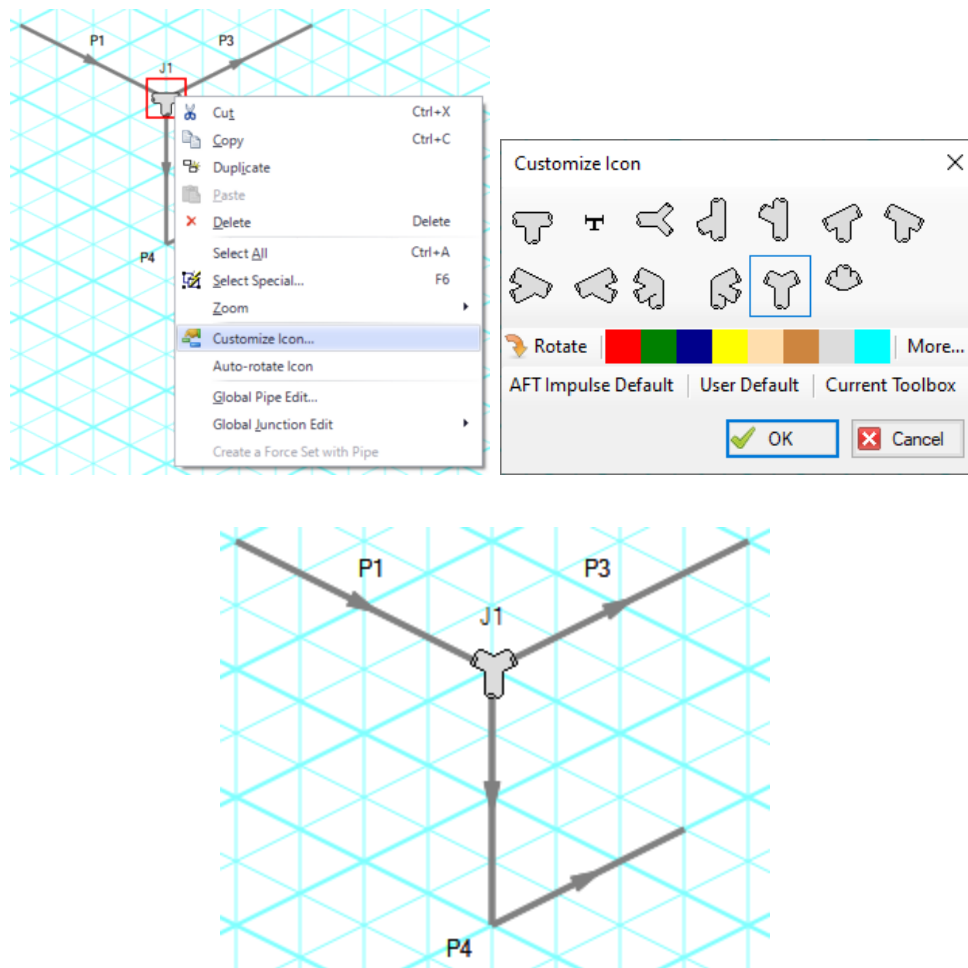 P1
P3
J1
P4
Cut Ctrl+X
Copy Ctrl+C
Duplicate
Paste
Delete Delete
Select All Ctrl+A
Select Special... F6
Zoom
Customize Icon...
Auto-rotate Icon
Global Pipe Edit...
Global Junction Edit
Create a Force Set with Pipe
Customize Icon
Rotate More...
AFT Impulse Default User Default Current Toolbox
OK Cancel
P1
P3
J1
P4